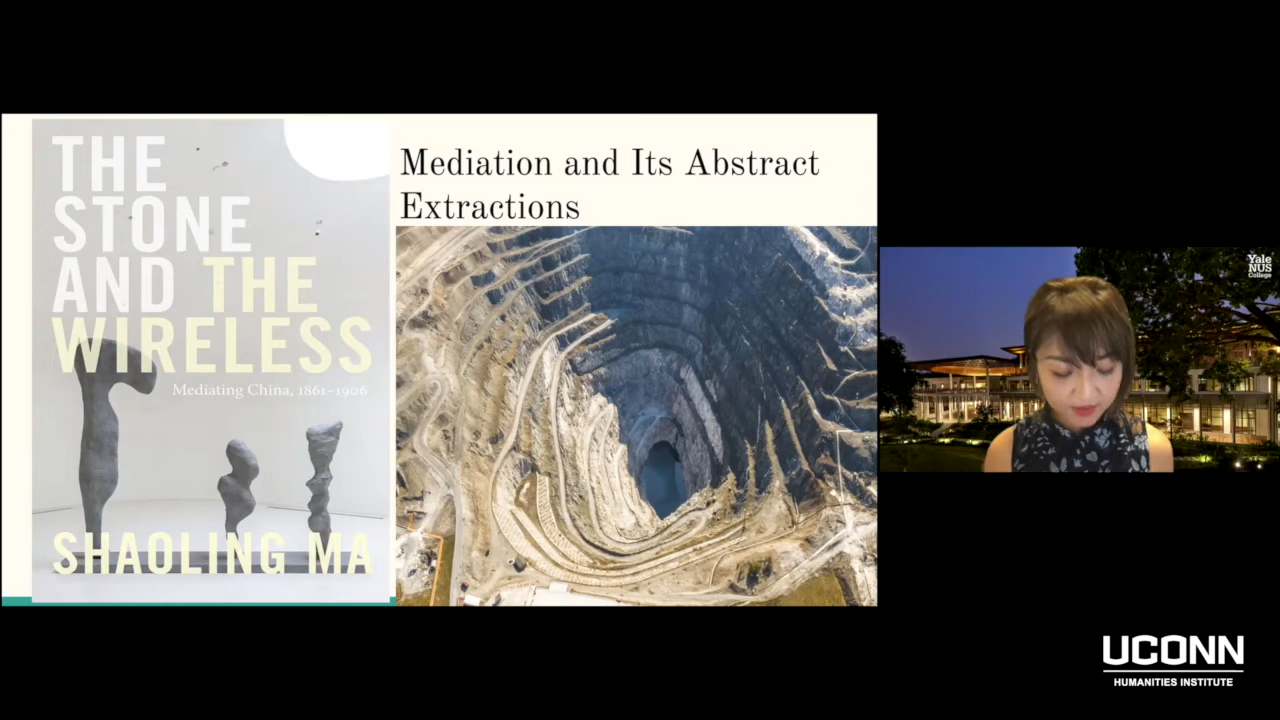 THE
STONE
AND THE
WIRELESS
Mediating China, 1861–1906
SHAOLING MA
Mediation and Its Abstract
Extractions
Yale
NUS
College
UCONN
HUMANITIES INSTITUTE